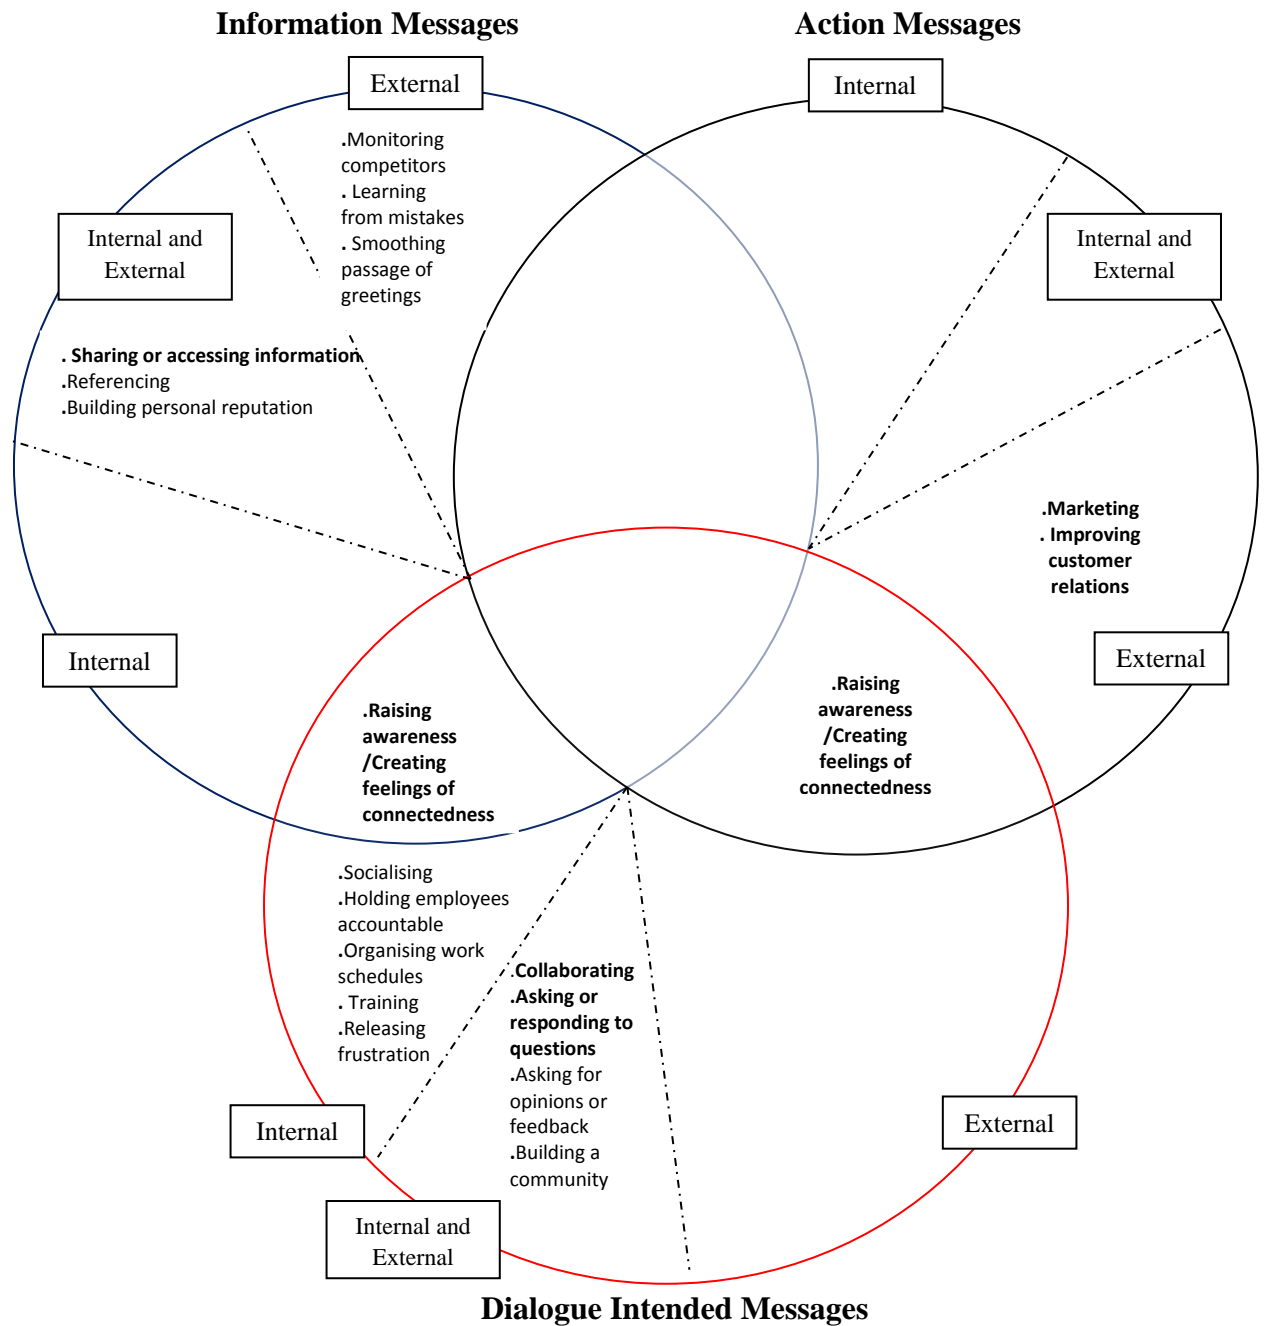 Information Messages
Action Messages
External
Internal
.Monitoring
competitors
. Learning
from mistakes
. Smoothing
passage of
greetings
Internal and
External
Internal and
External
. Sharing or accessing information
.Referencing
.Building personal reputation
.Marketing
. Improving
customer
relations
Internal
External
.Raising
awareness
/Creating
feelings of
connectedness
.Raising
awareness
/Creating
feelings of
connectedness
.Socialising
.Holding employees
accountable
.Organising work
schedules
. Training
.Releasing
frustration
.Collaborating
.Asking or
responding to
questions
.Asking for
opinions or
feedback
.Building a
community
Internal
External
Internal and
External
Dialogue Intended Messages